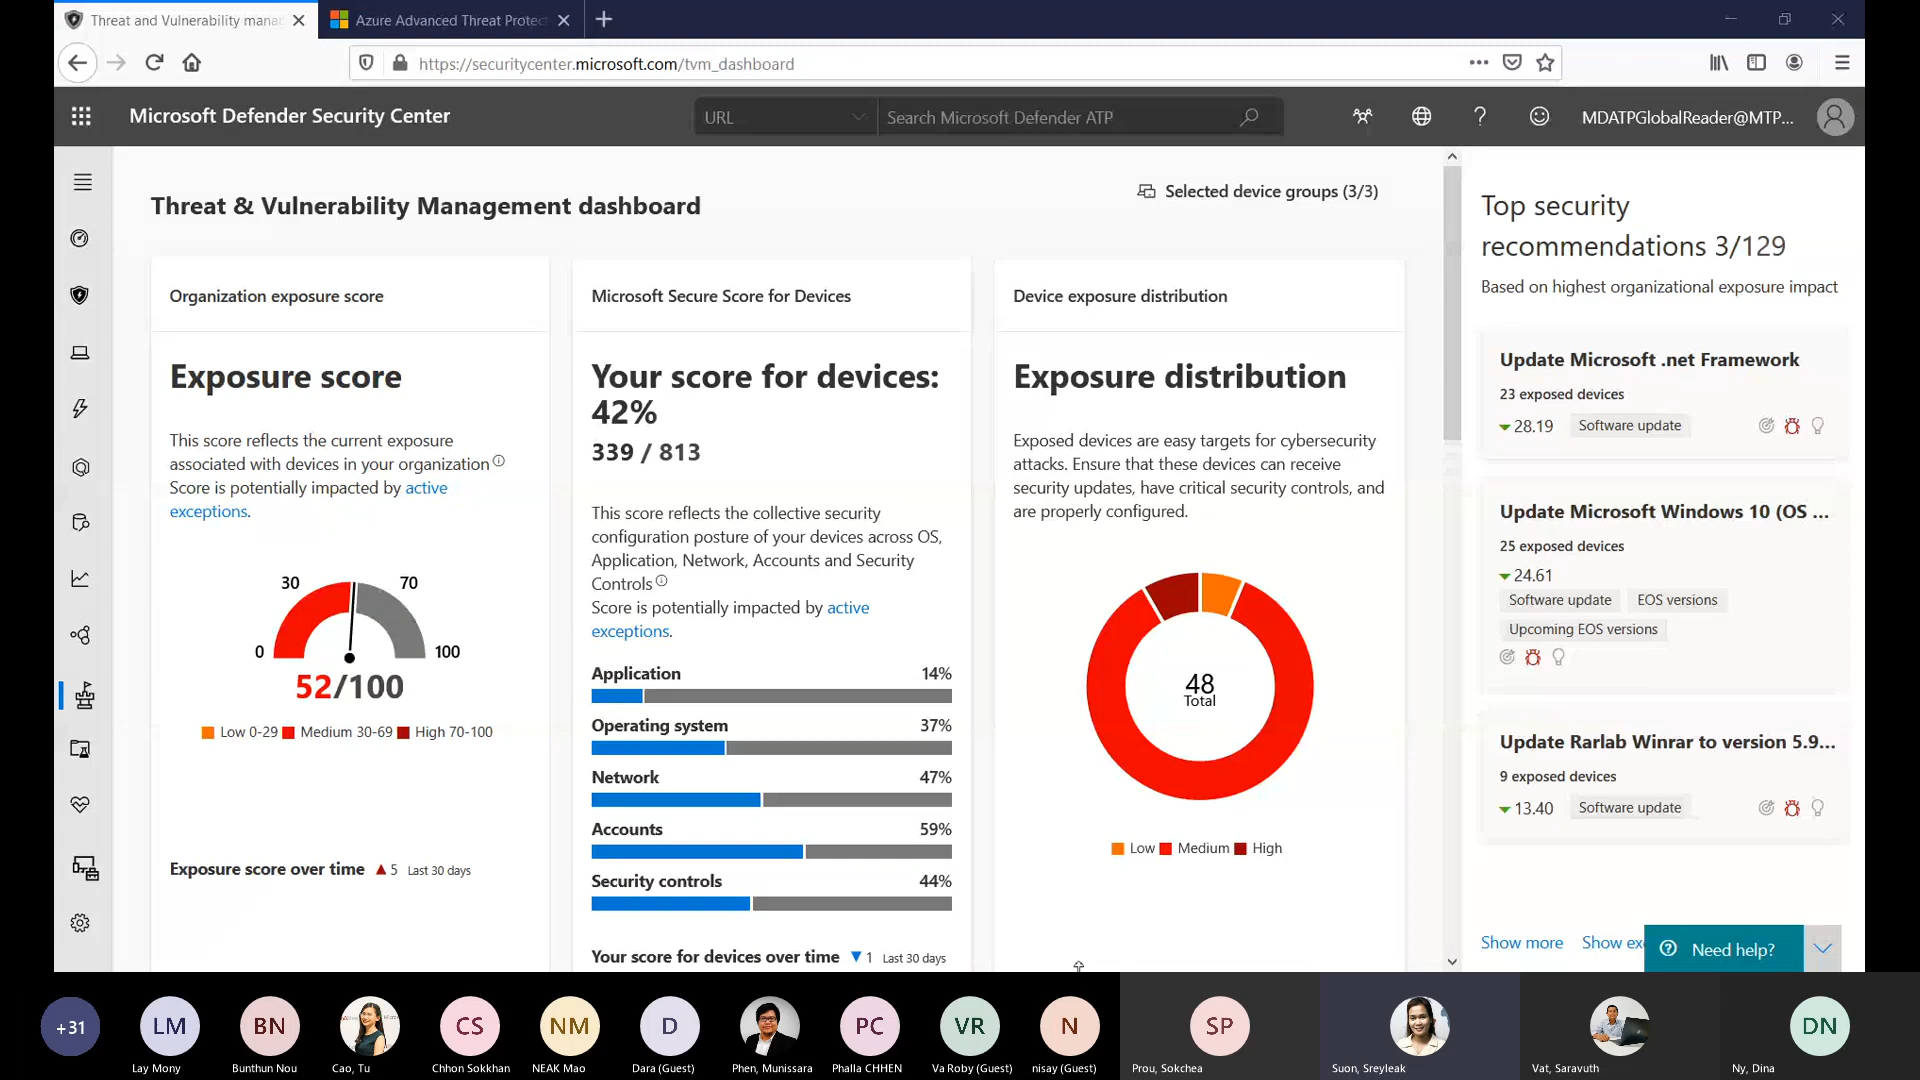 Threat and Vulnerability mana
Azure Advanced Threat Protec
https://securitycenter.microsoft.com/tvm_dashboard
Microsoft Defender Security Center
URL
Search Microsoft Defender ATP
MDATPGlobalReader@MTP...
Threat & Vulnerability Management dashboard
Selected device groups (3/3)
Organization exposure score
Exposure score
This score reflects the current exposure
associated with devices in your organization
Score is potentially impacted by active
exceptions.
0
30
70
100
52/100
Low 0-29
Medium 30-69
High 70-100
Exposure score over time
5
Last 30 days
Microsoft Secure Score for Devices
Your score for devices:
42%
339 / 813
This score reflects the collective security
configuration posture of your devices across OS,
Application, Network, Accounts and Security
Controls
Score is potentially impacted by active
exceptions.
Application 14%
Operating system 37%
Network 47%
Accounts 59%
Security controls 44%
Your score for devices over time
1
Last 30 days
Device exposure distribution
Exposure distribution
Exposed devices are easy targets for cybersecurity
attacks. Ensure that these devices can receive
security updates, have critical security controls, and
are properly configured.
48
Total
Low
Medium
High
Top security
recommendations 3/129
Based on highest organizational exposure impact
Update Microsoft .net Framework
23 exposed devices
28.19
Software update
Update Microsoft Windows 10 (OS ...
25 exposed devices
24.61
Software update
EOS versions
Upcoming EOS versions
Update Rarlab Winrar to version 5.9...
9 exposed devices
13.40
Software update
Show more
Show ex
Need help?
+31
LM
BN
CS
NM
D
PC
VR
N
SP
DN
Lay Mony
Bunthun Nou
Cao, Tu
Chhon Sokkhan
NEAK Mao
Dara (Guest)
Phen, Munissara
Phalla CHHEN
Va Roby (Guest)
nisay (Guest)
Prou, Sokchea
Suon, Sreyleak
Vat, Saravuth
Ny, Dina